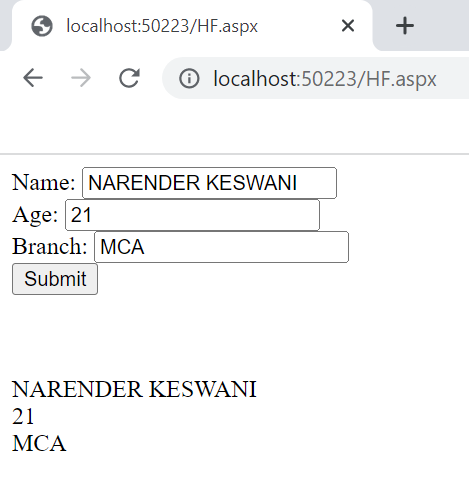 localhost:50223/HF.aspx
localhost:50223/HF.aspx
Name: NARENDER KESWANI
Age: 21
Branch: MCA
Submit
NARENDER KESWANI
21
MCA